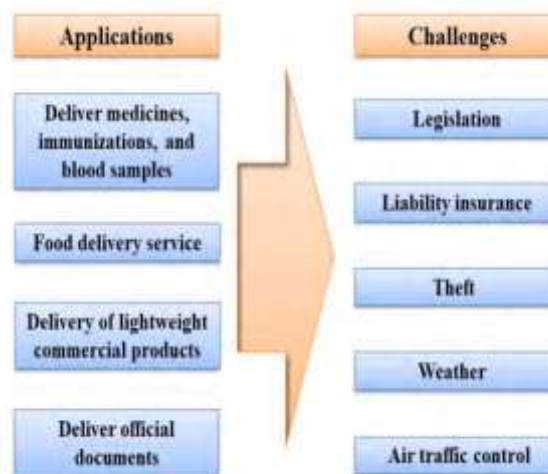 Applications
Deliver medicines,
immunizations, and
blood samples
Food delivery service
Delivery of lightweight
commercial products
Deliver official
documents
Challenges
Legislation
Liability insurance
Theft
Weather
Air traffic control